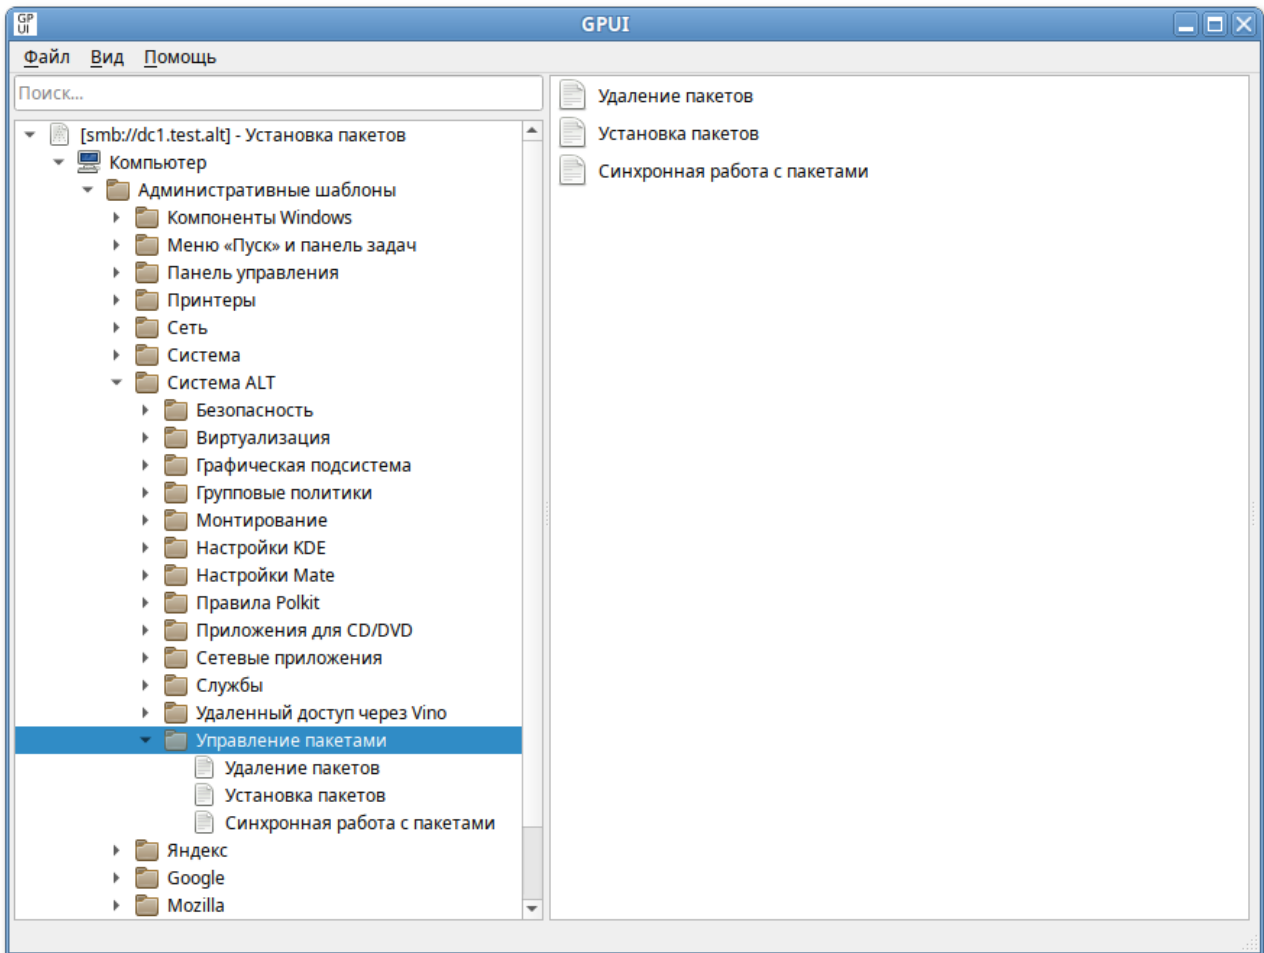 GP
UI
GPUI
Файл Вид Помощь
Поиск...
[smb://dc1.test.alt] - Установка пакетов
Компьютер
Административные шаблоны
Компоненты Windows
Меню «Пуск» и панель задач
Панель управления
Принтеры
Сеть
Система
Система ALT
Безопасность
Виртуализация
Графическая подсистема
Групповые политики
Монтирование
Настройки KDE
Настройки Mate
Правила Polkit
Приложения для CD/DVD
Сетевые приложения
Службы
Удаленный доступ через Vino
Управление пакетами
Удаление пакетов
Установка пакетов
Синхронная работа с пакетами
Яндекс
Google
Mozilla
Удаление пакетов
Установка пакетов
Синхронная работа с пакетами